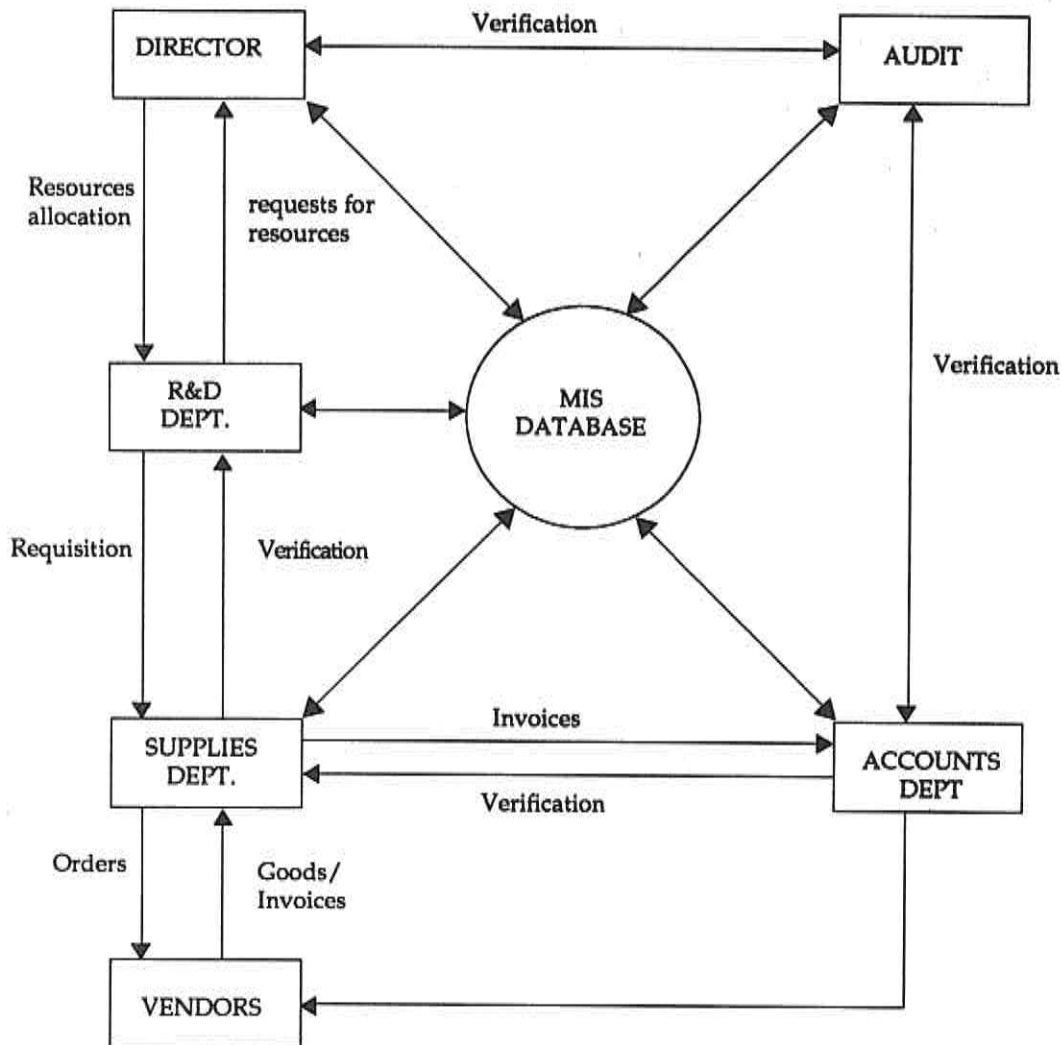 Verification
DIRECTOR
AUDIT
Resources
allocation
requests for
resources
Verification
R&D
DEPT.
MIS
DATABASE
Requisition
Verification
Invoices
SUPPLIES
DEPT.
ACCOUNTS
DEPT
Verification
Orders
Goods/
Invoices
VENDORS